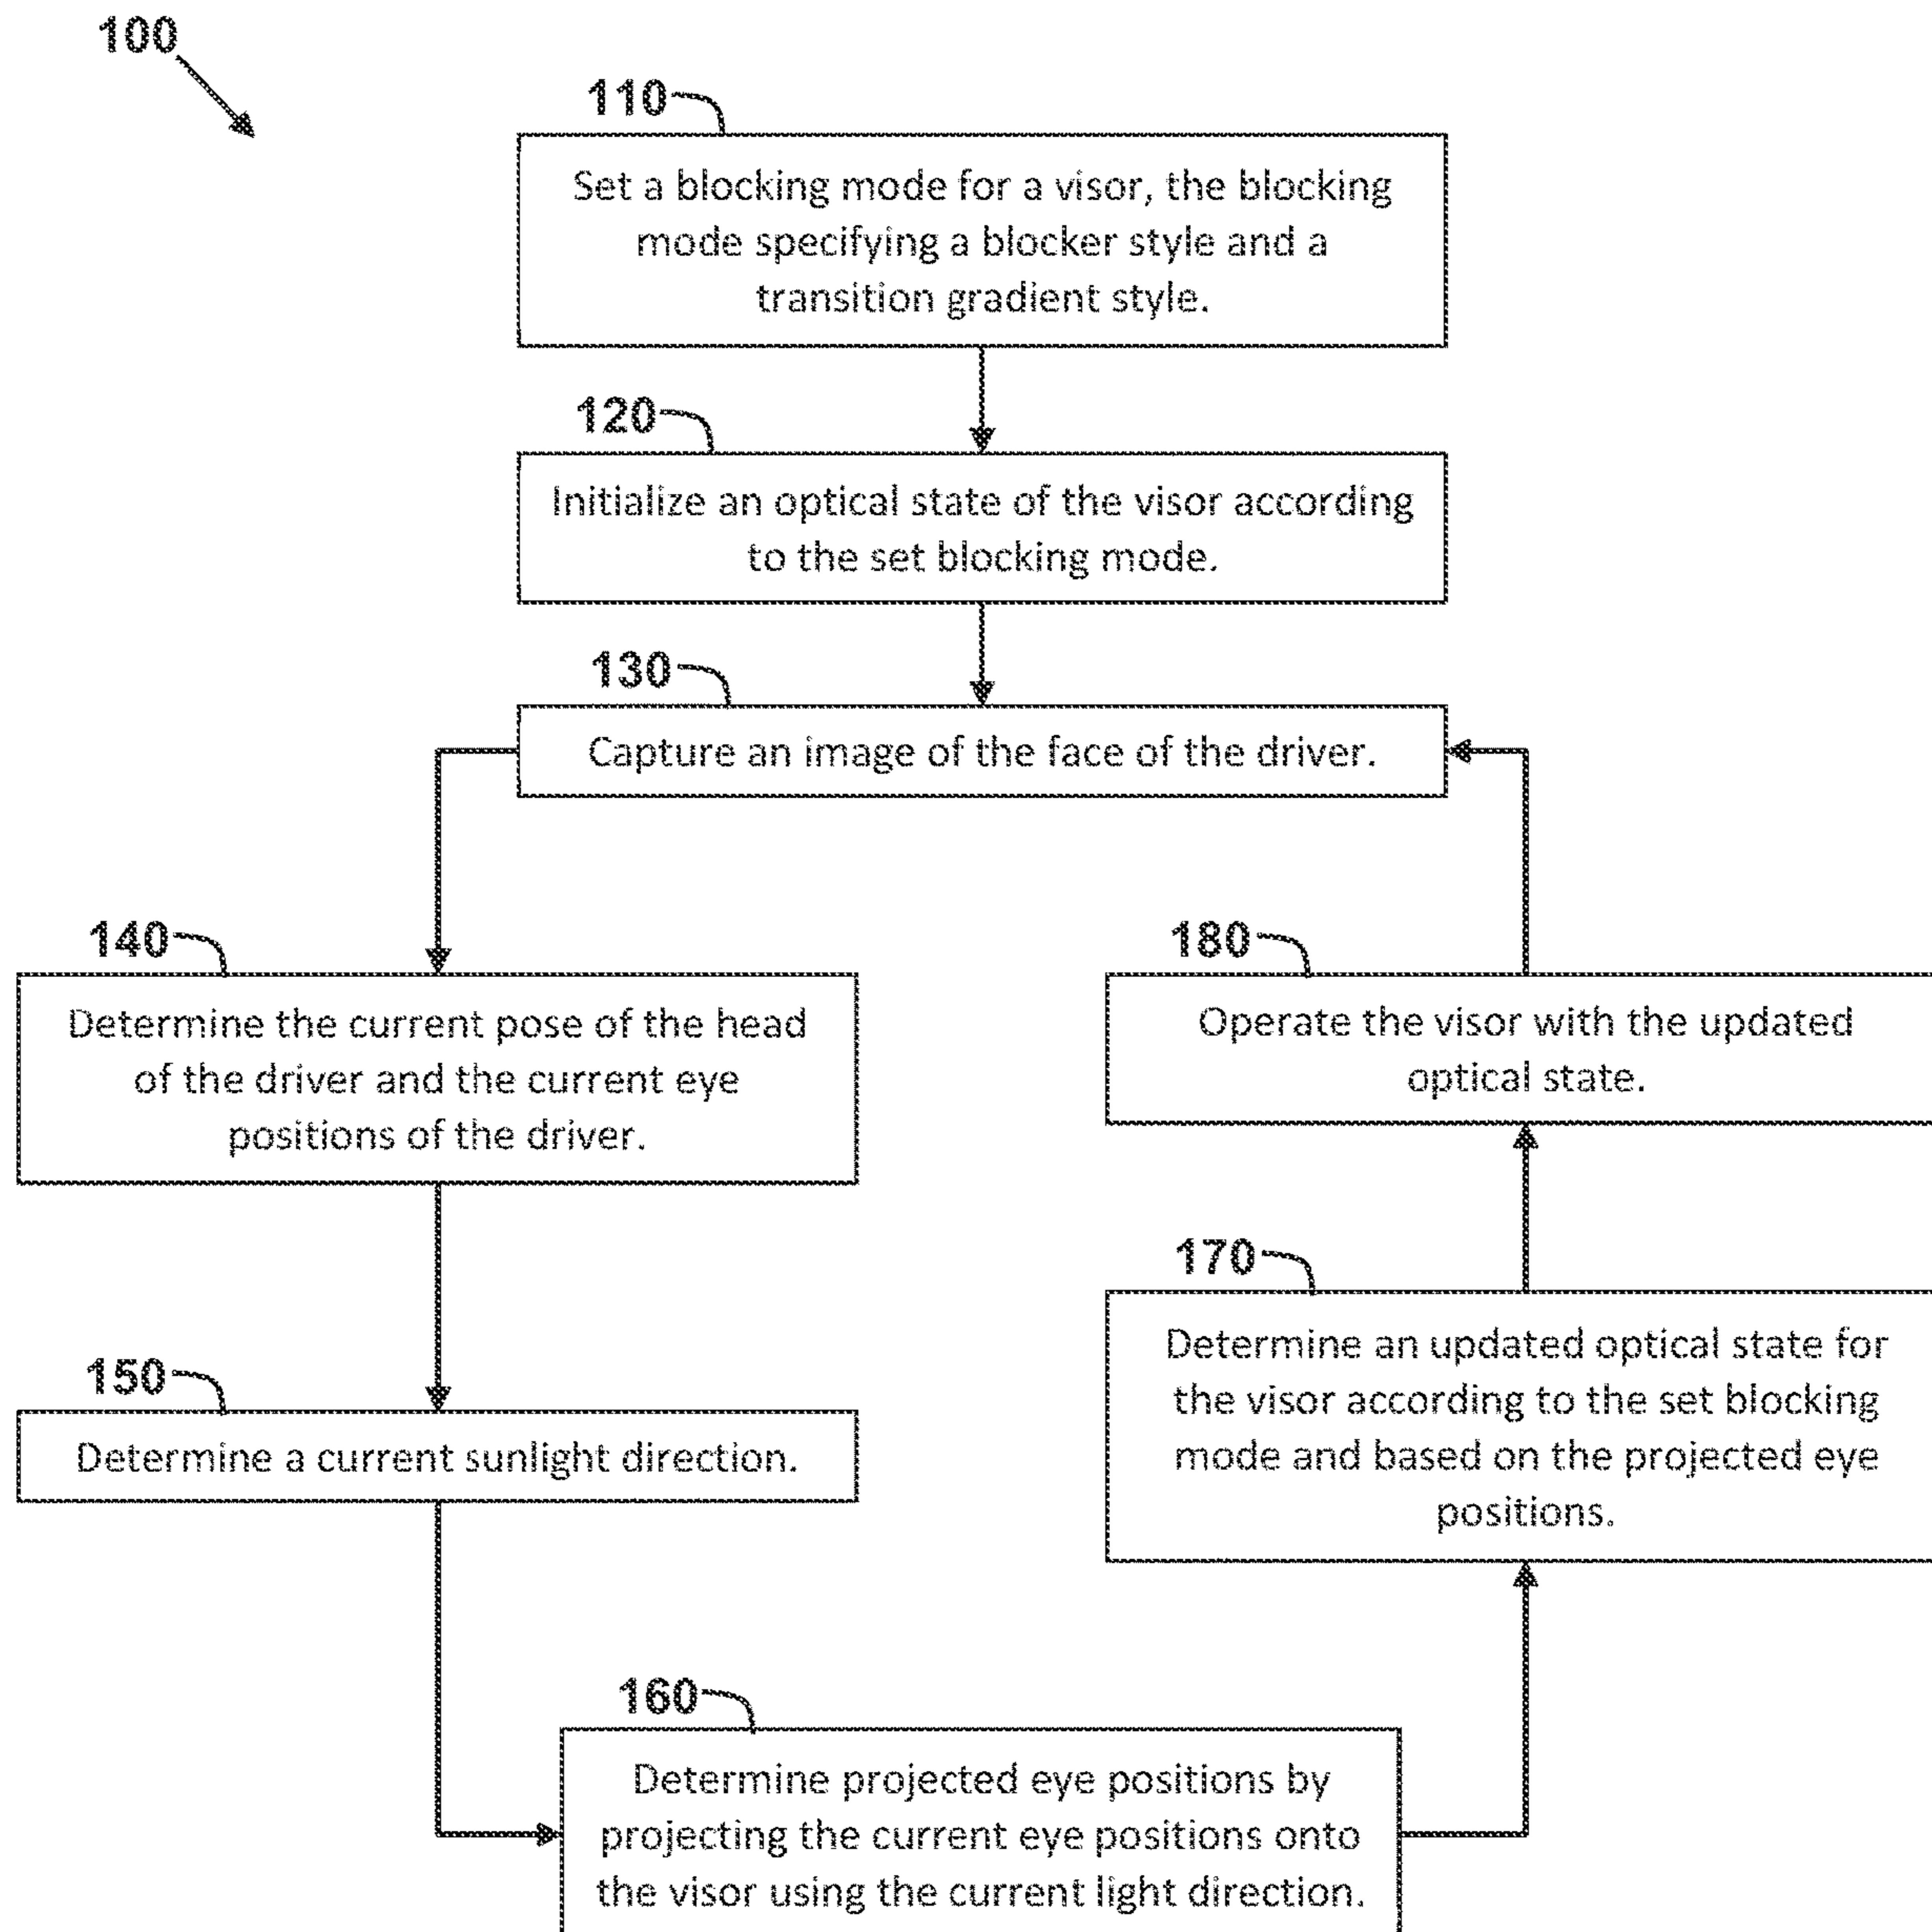 100
110
Set a blocking mode for a visor, the blocking
mode specifying a blocker style and a
transition gradient style.
120
Initialize an optical state of the visor according
to the set blocking mode.
130
Capture an image of the face of the driver.
140
Determine the current pose of the head
of the driver and the current eye
positions of the driver.
150
Determine a current sunlight direction.
160
Determine projected eye positions by
projecting the current eye positions onto
the visor using the current light direction.
170
Determine an updated optical state for
the visor according to the set blocking
mode and based on the projected eye
positions.
180
Operate the visor with the updated
optical state.